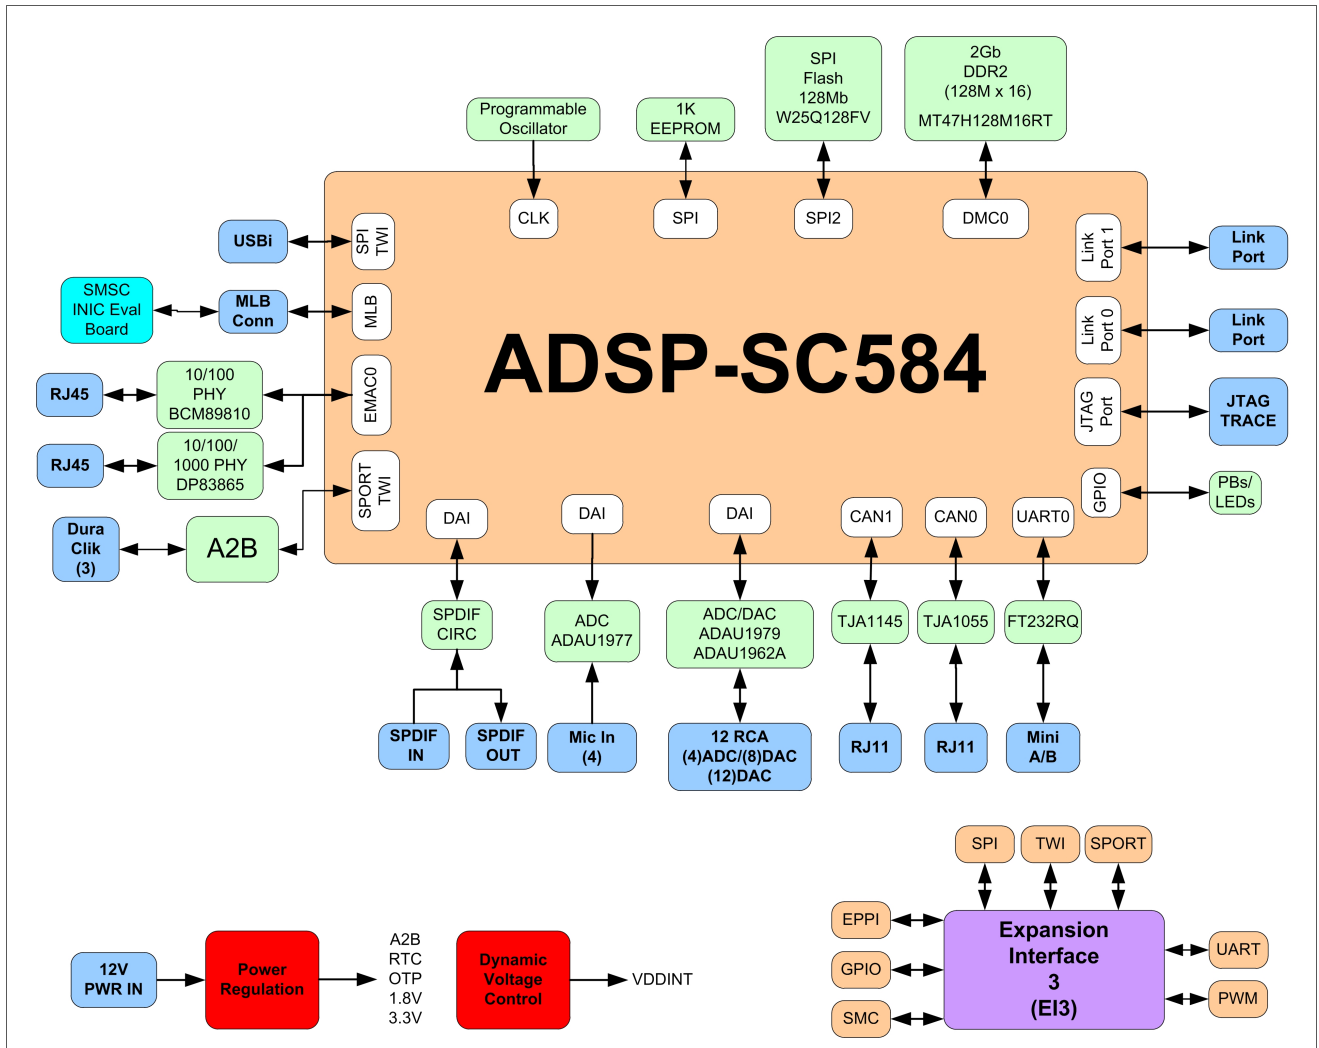 Programmable
Oscillator
1K
EEPROM
SPI
Flash
128Mb
W25Q128FV
2Gb
DDR2
(128M x 16)
MT47H128M16RT
CLK
SPI
SPI2
DMC0
USBi
SPI
TWI
SMSC
INIC Eval
Board
MLB
Conn
MLB
RJ45
10/100
PHY
BCM89810
EMAC0
RJ45
10/100/
1000 PHY
DP83865
SPORT
TWI
Dura
Clik
(3)
A2B
ADSP-SC584
Link
Port 1
Link
Port
Link
Port 0
Link
Port
JTAG
Port
JTAG
TRACE
GPIO
PBs/
LEDs
DAI
DAI
DAI
CAN1
CAN0
UART0
SPDIF
CIRC
ADC
ADAU1977
ADC/DAC
ADAU1979
ADAU1962A
TJA1145
TJA1055
FT232RQ
SPDIF
IN
SPDIF
OUT
Mic In
(4)
12 RCA
(4)ADC/(8)DAC
(12)DAC
RJ11
RJ11
Mini
A/B
12V
PWR IN
Power
Regulation
A2B
RTC
OTP
1.8V
3.3V
Dynamic
Voltage
Control
VDDINT
SPI
TWI
SPORT
EPPI
GPIO
SMC
Expansion
Interface
3
(EI3)
UART
PWM